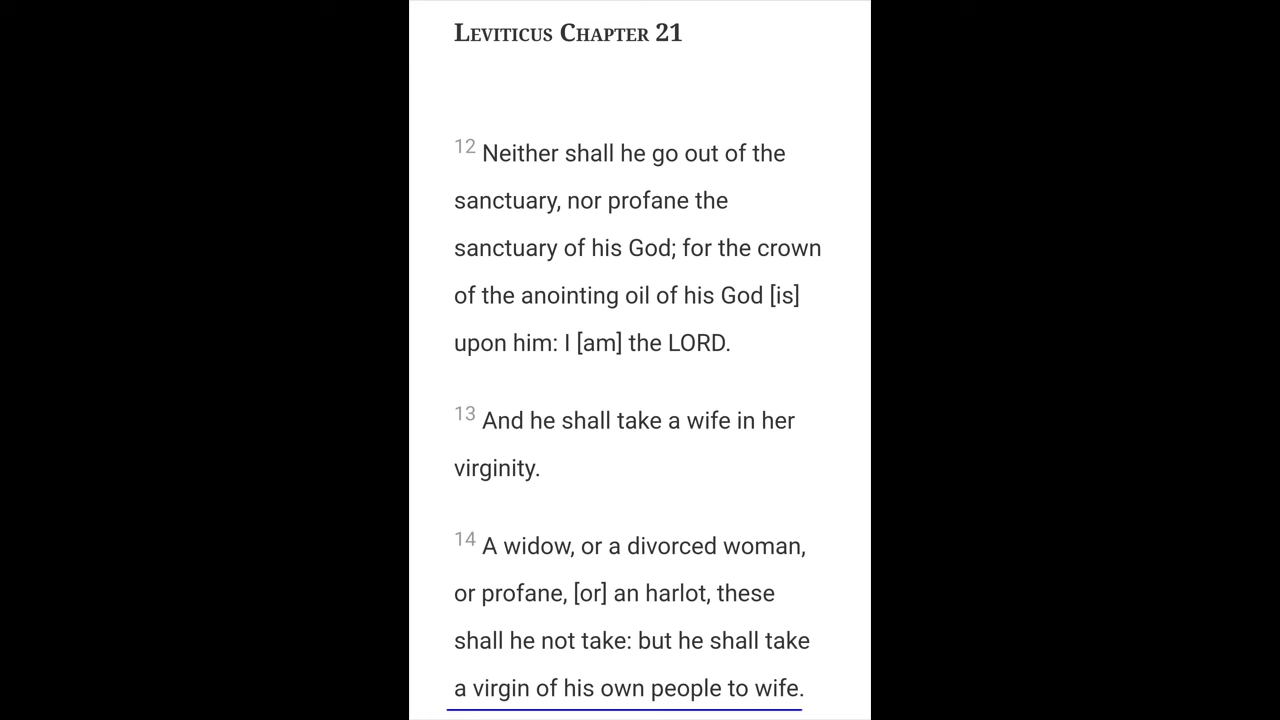 Leviticus Chapter 21
12 Neither shall he go out of the
sanctuary, nor profane the
sanctuary of his God; for the crown
of the anointing oil of his God [is]
upon him: I [am] the LORD.
13 And he shall take a wife in her
virginity.
14 A widow, or a divorced woman,
or profane, [or] an harlot, these
shall he not take: but he shall take
a virgin of his own people to wife.